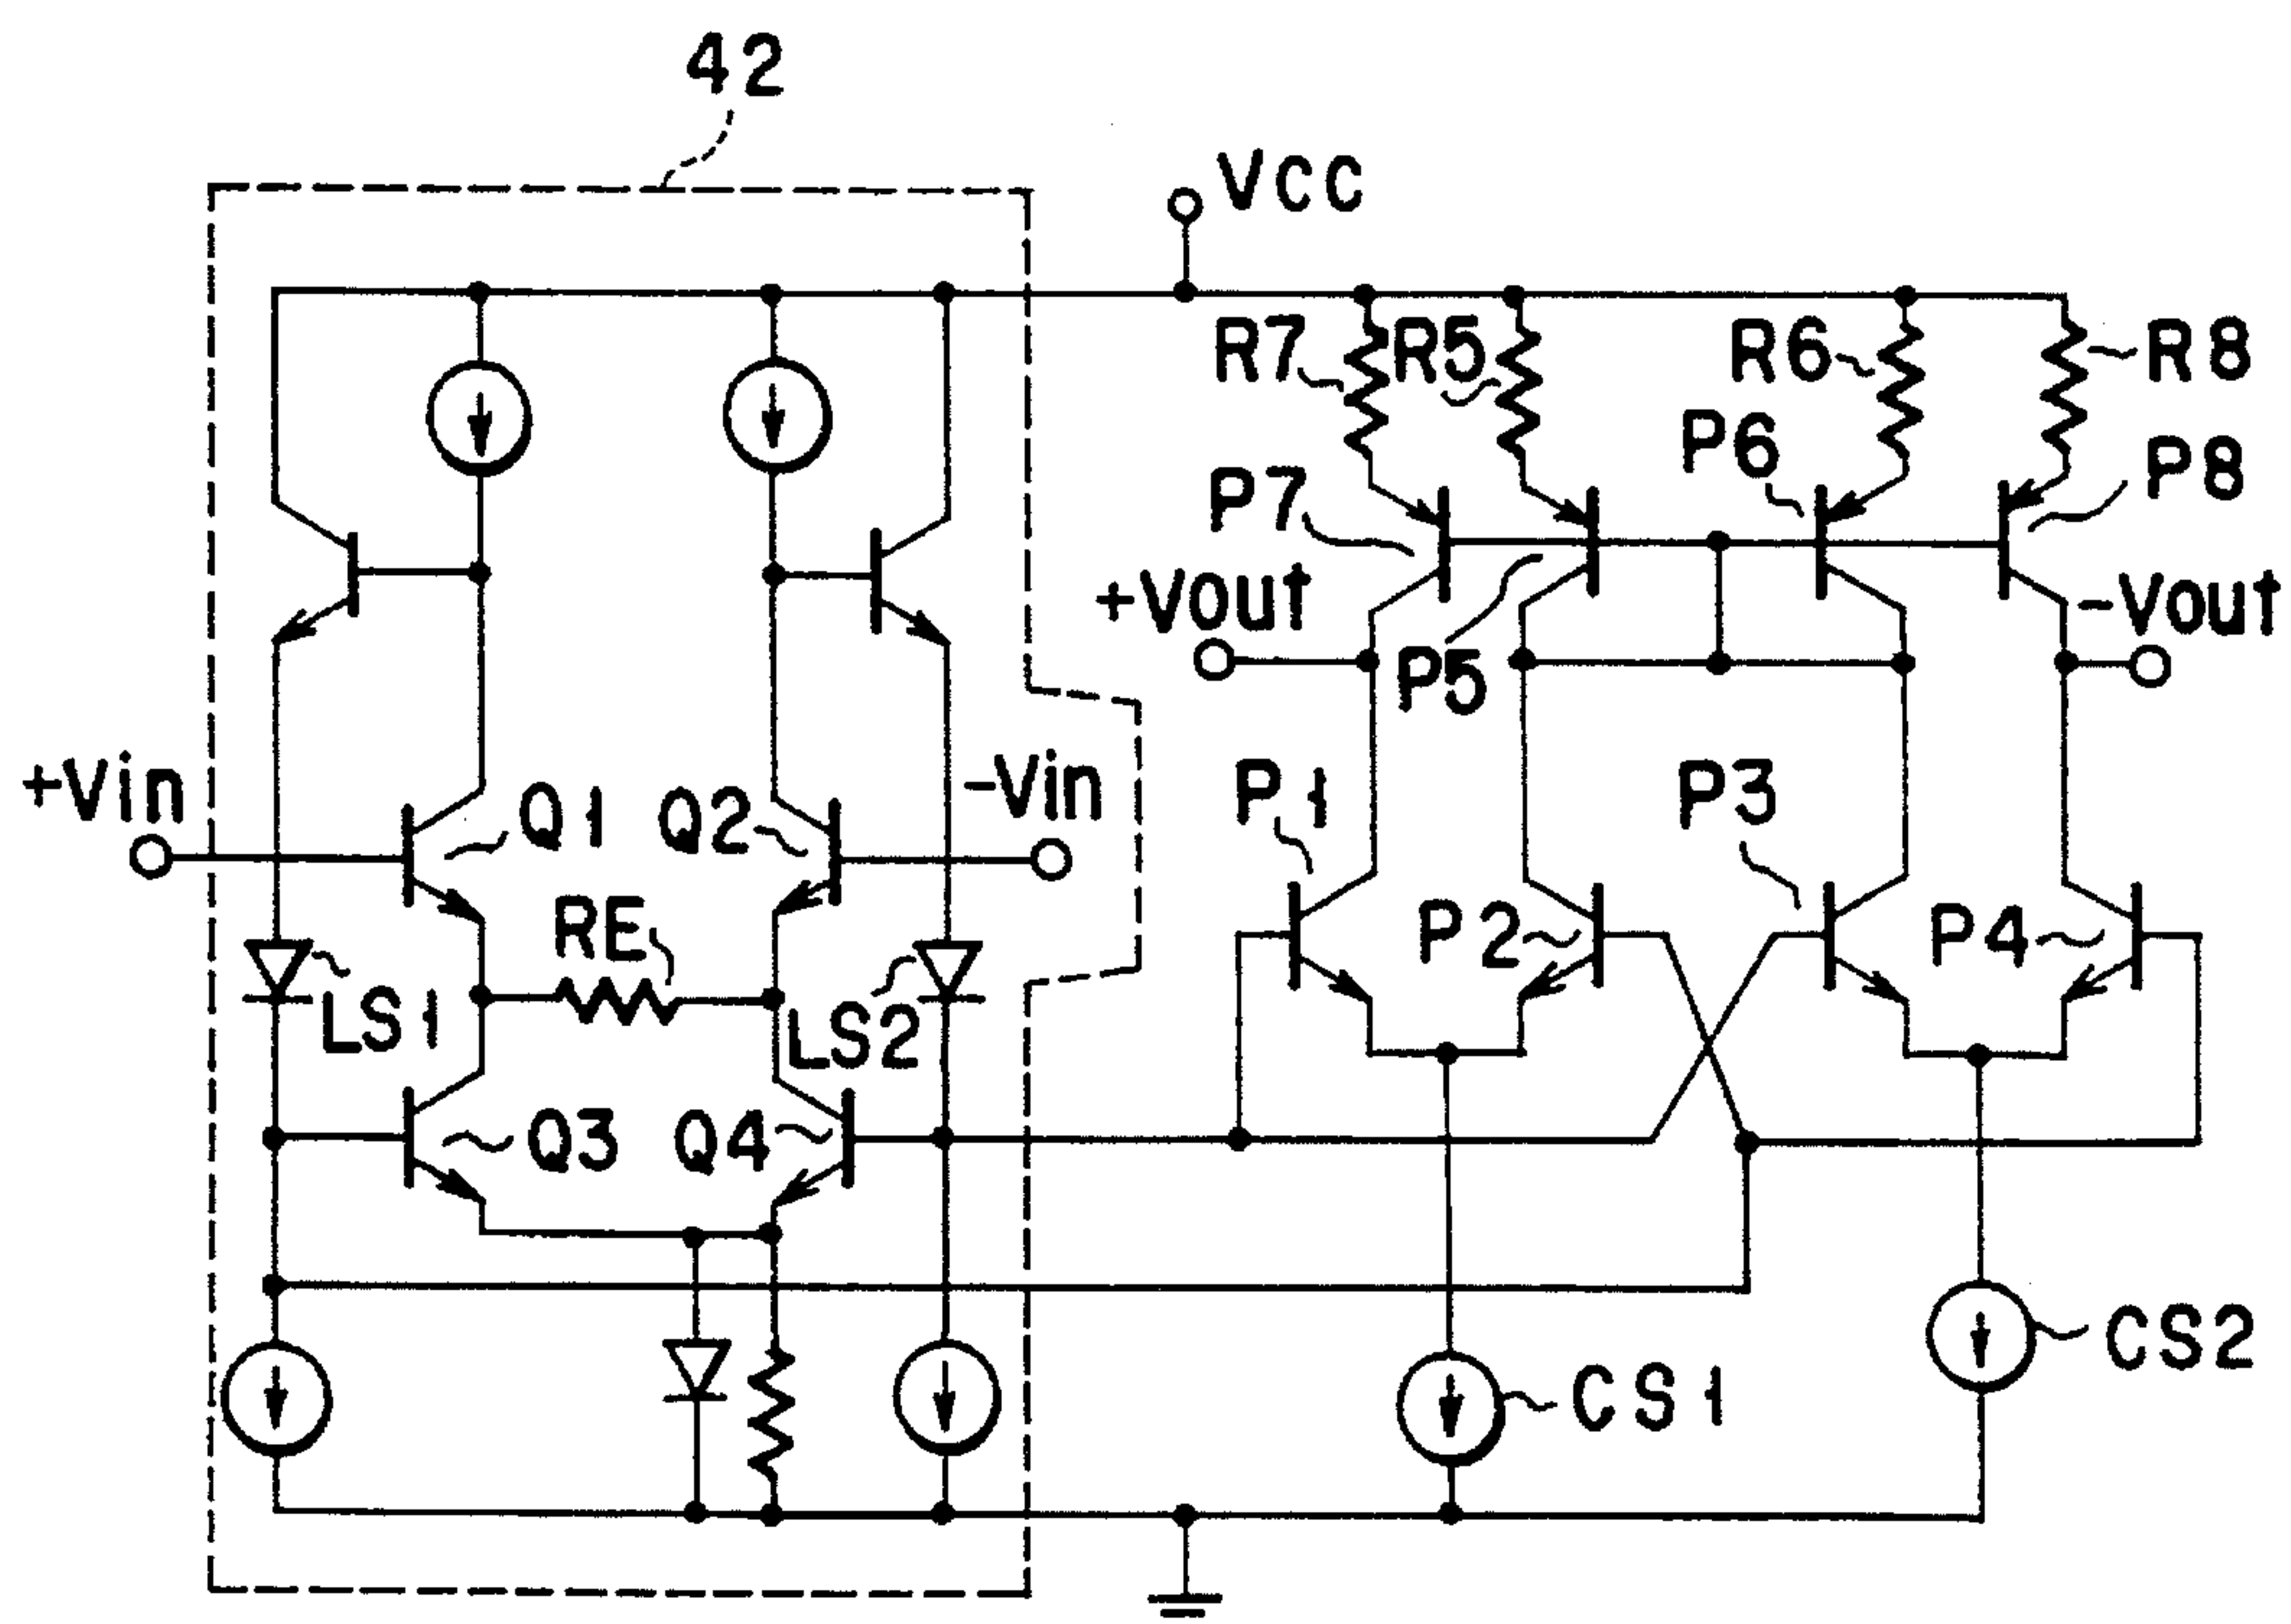 42
VCC
R7
R5
R6
R8
P6
P8
P7
+Vout
-Vout
P5
+Vin
Q1
Q2
-Vin
P1
P3
RE
P2
P4
LS1
LS2
Q3
Q4
CS2
CS1